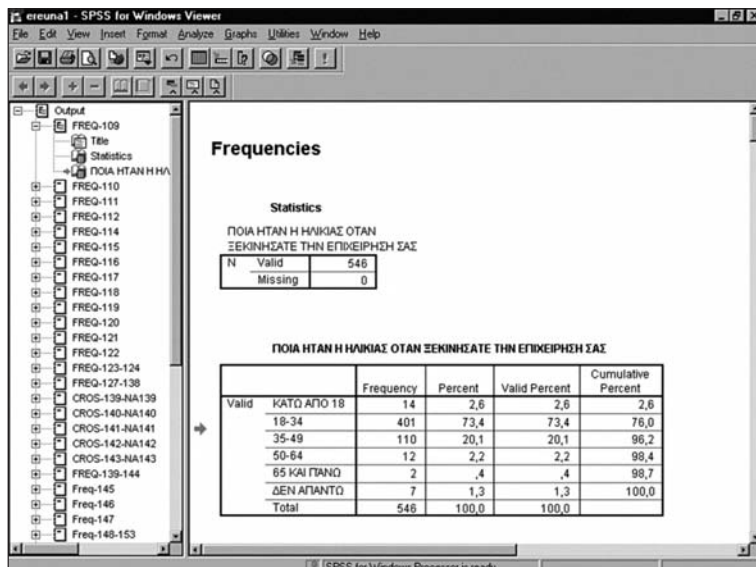 ereuna1 - SPSS for Windows Viewer
File Edit View Insert Format Analyze Graphs Utilities Window Help
Output
FREQ-109
Title
Statistics
ΠΟΙΑ ΗΤΑΝ Η ΗΛ
FREQ-110
FREQ-111
FREQ-112
FREQ-114
FREQ-115
FREQ-116
FREQ-117
FREQ-118
FREQ-119
FREQ-120
FREQ-121
FREQ-122
FREQ-123-124
FREQ-127-138
CROS-139-NA139
CROS-140-NA140
CROS-141-NA141
CROS-142-NA142
CROS-143-NA143
FREQ-139-144
Freq-145
Freq-146
Freq-147
Freq-148-153
Frequencies
Statistics
ΠΟΙΑ ΗΤΑΝ Η ΗΛΙΚΙΑΣ ΟΤΑΝ
ΞΕΚΙΝΗΣΑΤΕ ΤΗΝ ΕΠΙΧΕΙΡΗΣΗ ΣΑΣ
N Valid 546
Missing 0
ΠΟΙΑ ΗΤΑΝ Η ΗΛΙΚΙΑΣ ΟΤΑΝ ΞΕΚΙΝΗΣΑΤΕ ΤΗΝ ΕΠΙΧΕΙΡΗΣΗ ΣΑΣ
Frequency Percent Valid Percent Cumulative Percent
Valid ΚΑΤΩ ΑΠΟ 18 14 2,6 2,6 2,6
18-34 401 73,4 73,4 76,0
35-49 110 20,1 20,1 96,2
50-64 12 2,2 2,2 98,4
65 ΚΑΙ ΠΑΝΩ 2 ,4 ,4 98,7
ΔΕΝ ΑΠΑΝΤΩ 7 1,3 1,3 100,0
Total 546 100,0 100,0
SPSS for Windows Processor is ready